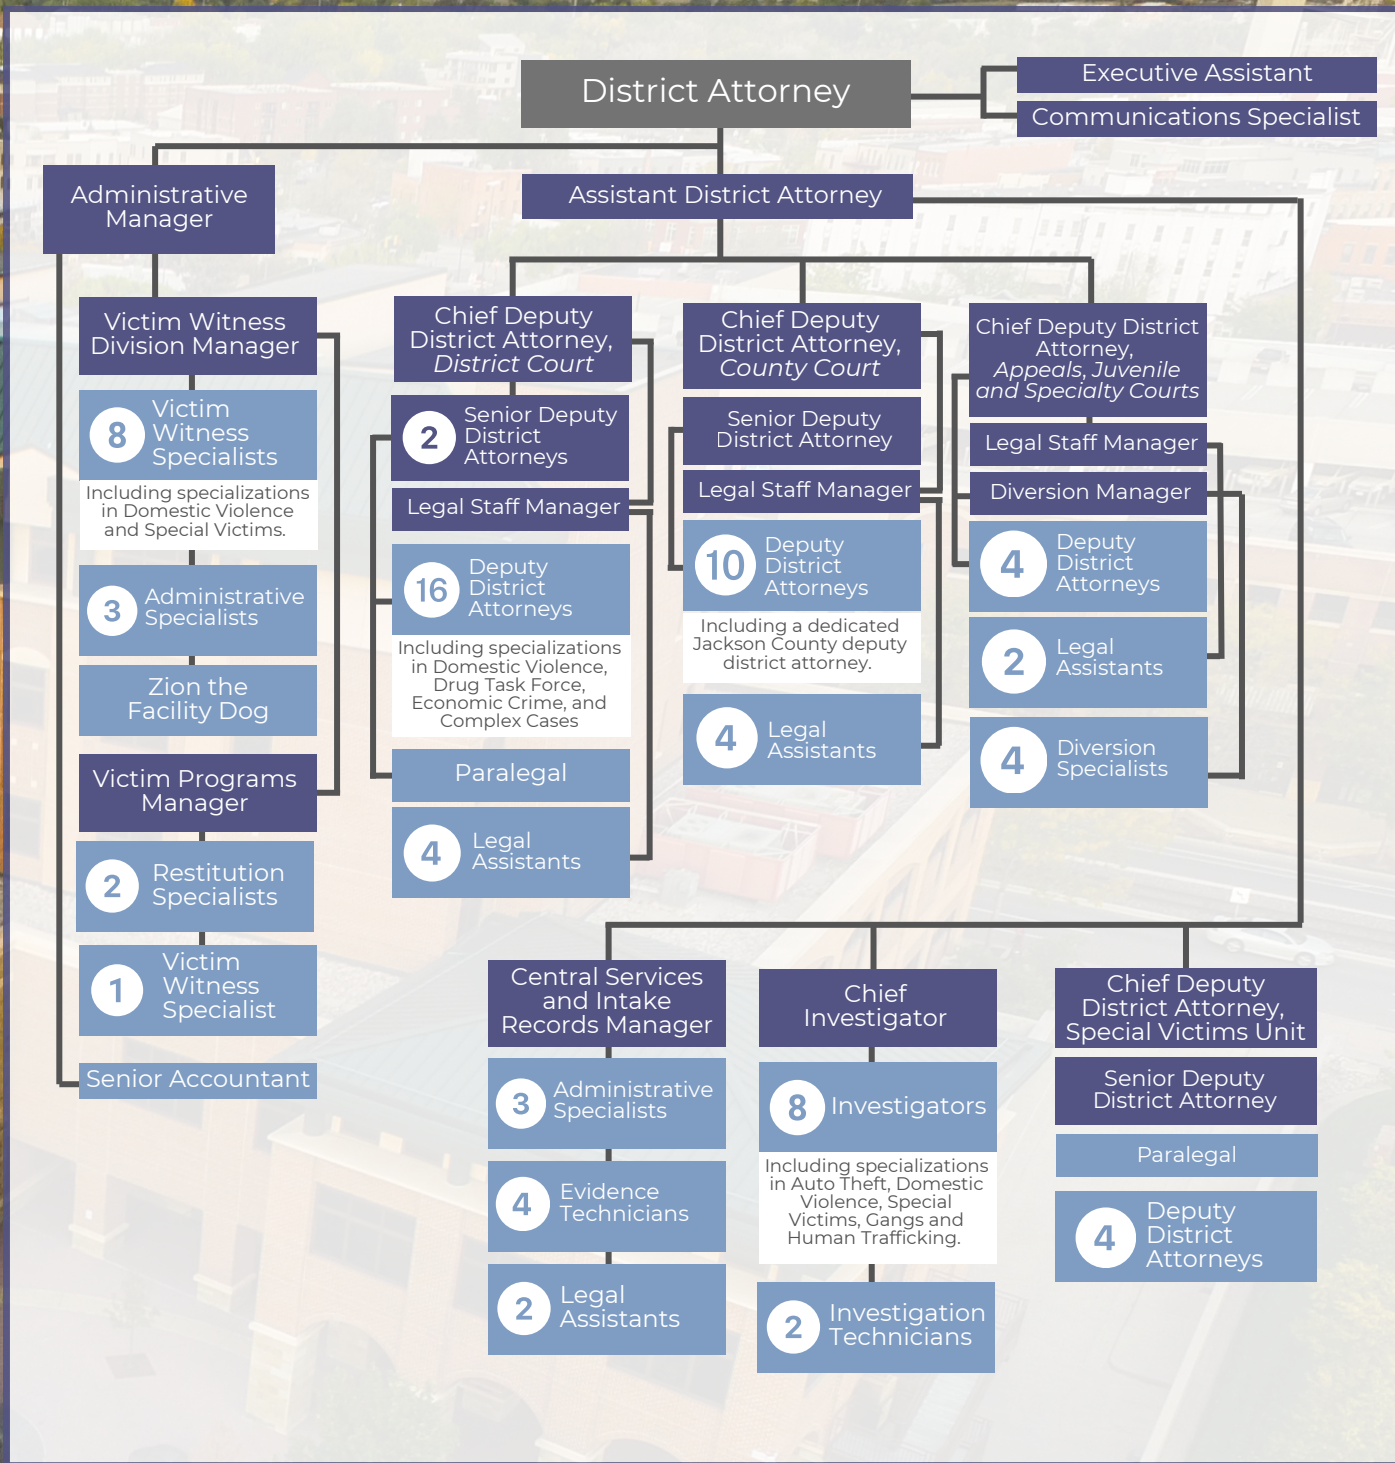 District Attorney
Executive Assistant
Communications Specialist
Administrative
Manager
Assistant District Attorney
Victim Witness
Division Manager
8
Victim
Witness
Specialists
Including specializations
in Domestic Violence
and Special Victims.
3
Administrative
Specialists
Zion the
Facility Dog
Victim Programs
Manager
2
Restitution
Specialists
1
Victim
Witness
Specialist
Senior Accountant
Chief Deputy
District Attorney,
District Court
2
Senior Deputy
District
Attorneys
Legal Staff Manager
16
Deputy
District
Attorneys
Including specializations
in Domestic Violence,
Drug Task Force,
Economic Crime, and
Complex Cases
Paralegal
4
Legal
Assistants
Chief Deputy
District Attorney,
County Court
Senior Deputy
District Attorney
Legal Staff Manager
10
Deputy
District
Attorneys
Including a dedicated
Jackson County deputy
district attorney.
4
Legal
Assistants
Chief Deputy District
Attorney,
Appeals, Juvenile
and Specialty Courts
Legal Staff Manager
Diversion Manager
4
Deputy
District
Attorneys
2
Legal
Assistants
4
Diversion
Specialists
Central Services
and Intake
Records Manager
3
Administrative
Specialists
4
Evidence
Technicians
2
Legal
Assistants
Chief
Investigator
8
Investigators
Including specializations
in Auto Theft, Domestic
Violence, Special
Victims, Gangs and
Human Trafficking.
2
Investigation
Technicians
Chief Deputy
District Attorney,
Special Victims Unit
Senior Deputy
District Attorney
Paralegal
4
Deputy
District
Attorneys